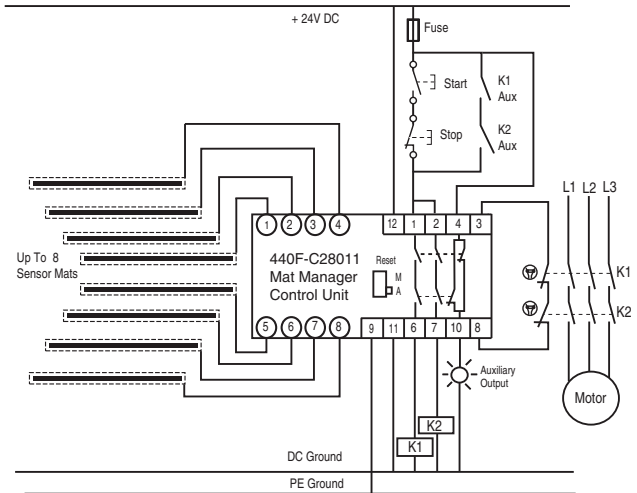 + 24V DC
Fuse
Start
K1
Aux
Stop
K2
Aux
L1 L2 L3
1 2 3 4
12 1 2 4 3
Up To 8
Sensor Mats
440F-C28011
Mat Manager
Control Unit
Reset
M
A
K1
K2
5 6 7 8
9 11 6 7 10 8
Auxiliary
Output
Motor
K2
K1
DC Ground
PE Ground